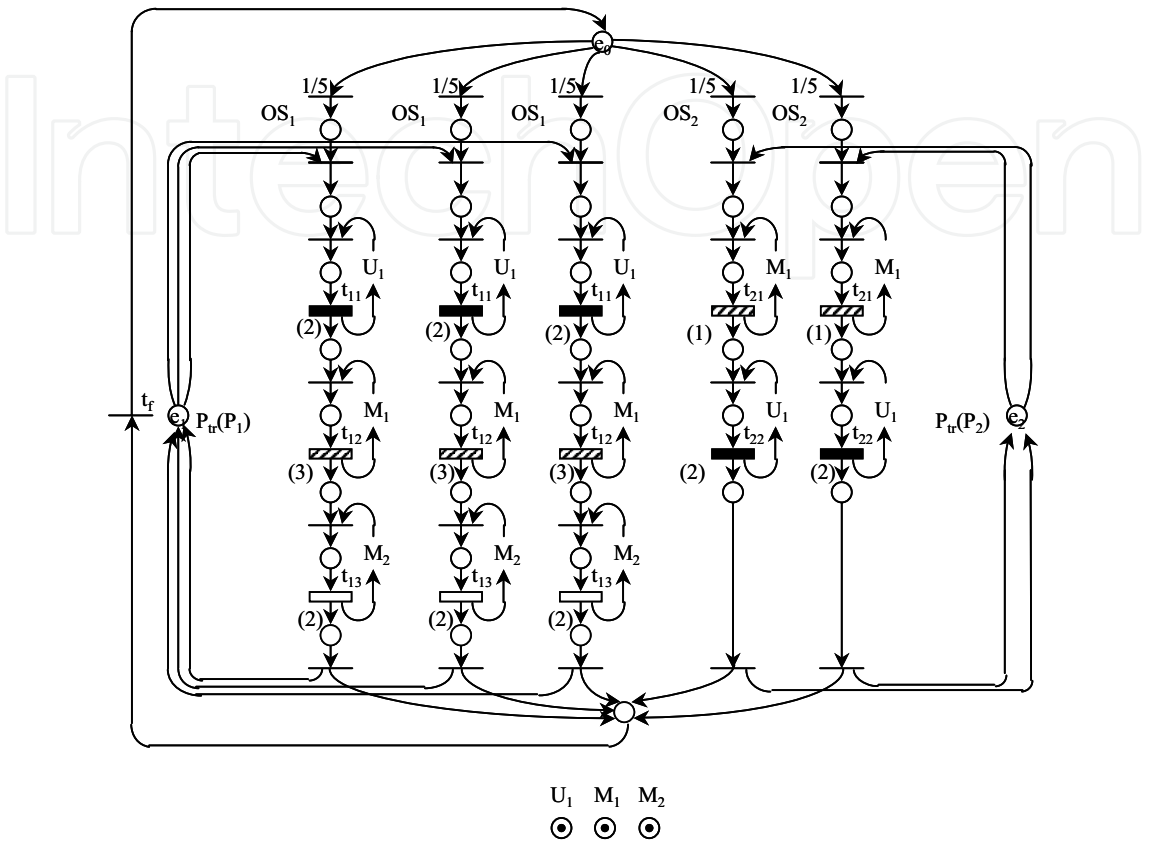 IntechOpen
e0
1/5 1/5 1/5 1/5 1/5
OS1 OS1 OS1 OS2 OS2
U1 U1 U1 M1 M1
t11 t11 t11 t21 t21
(2) (2) (2) (1) (1)
tf e1 Ptr(P1) M1 M1 M1 U1 U1 Ptr(P2) e2
t12 t12 t12 t22 t22
(3) (3) (3) (2) (2)
M2 M2 M2
t13 t13 t13
(2) (2) (2)
U1 M1 M2